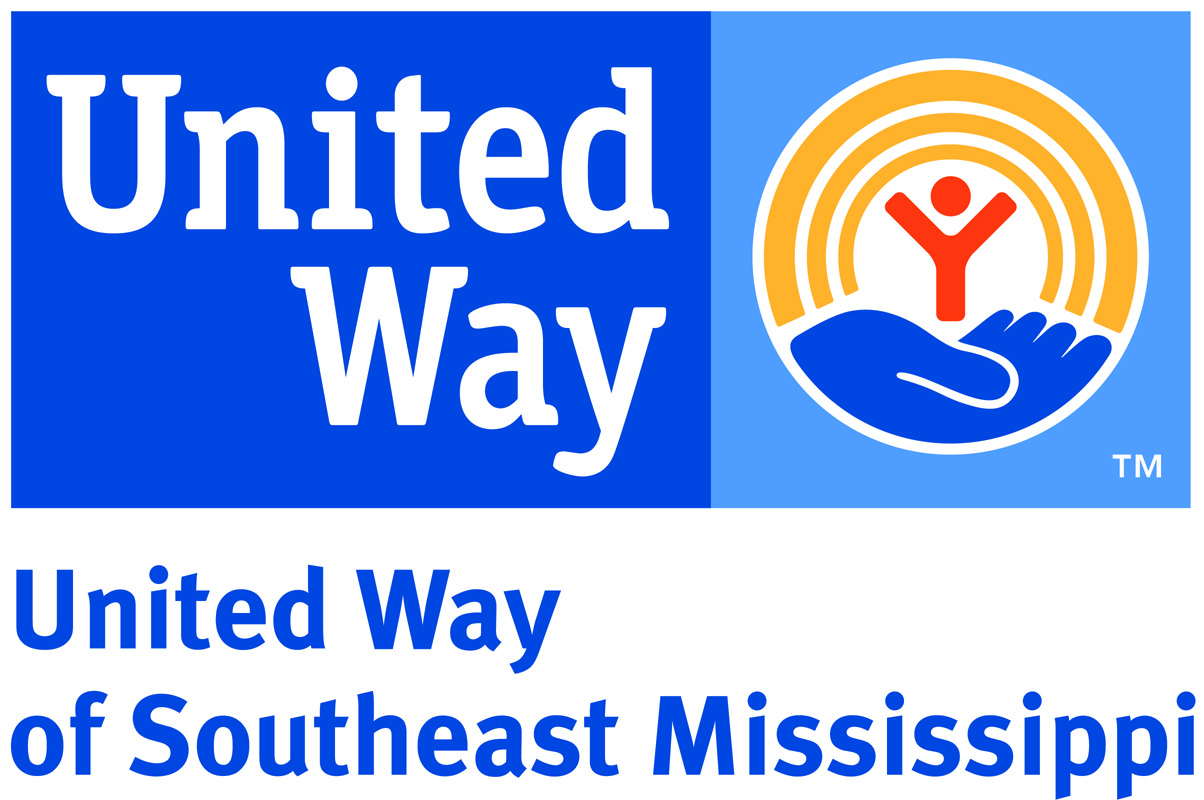 United
Way
TM
United Way
of Southeast Mississippi